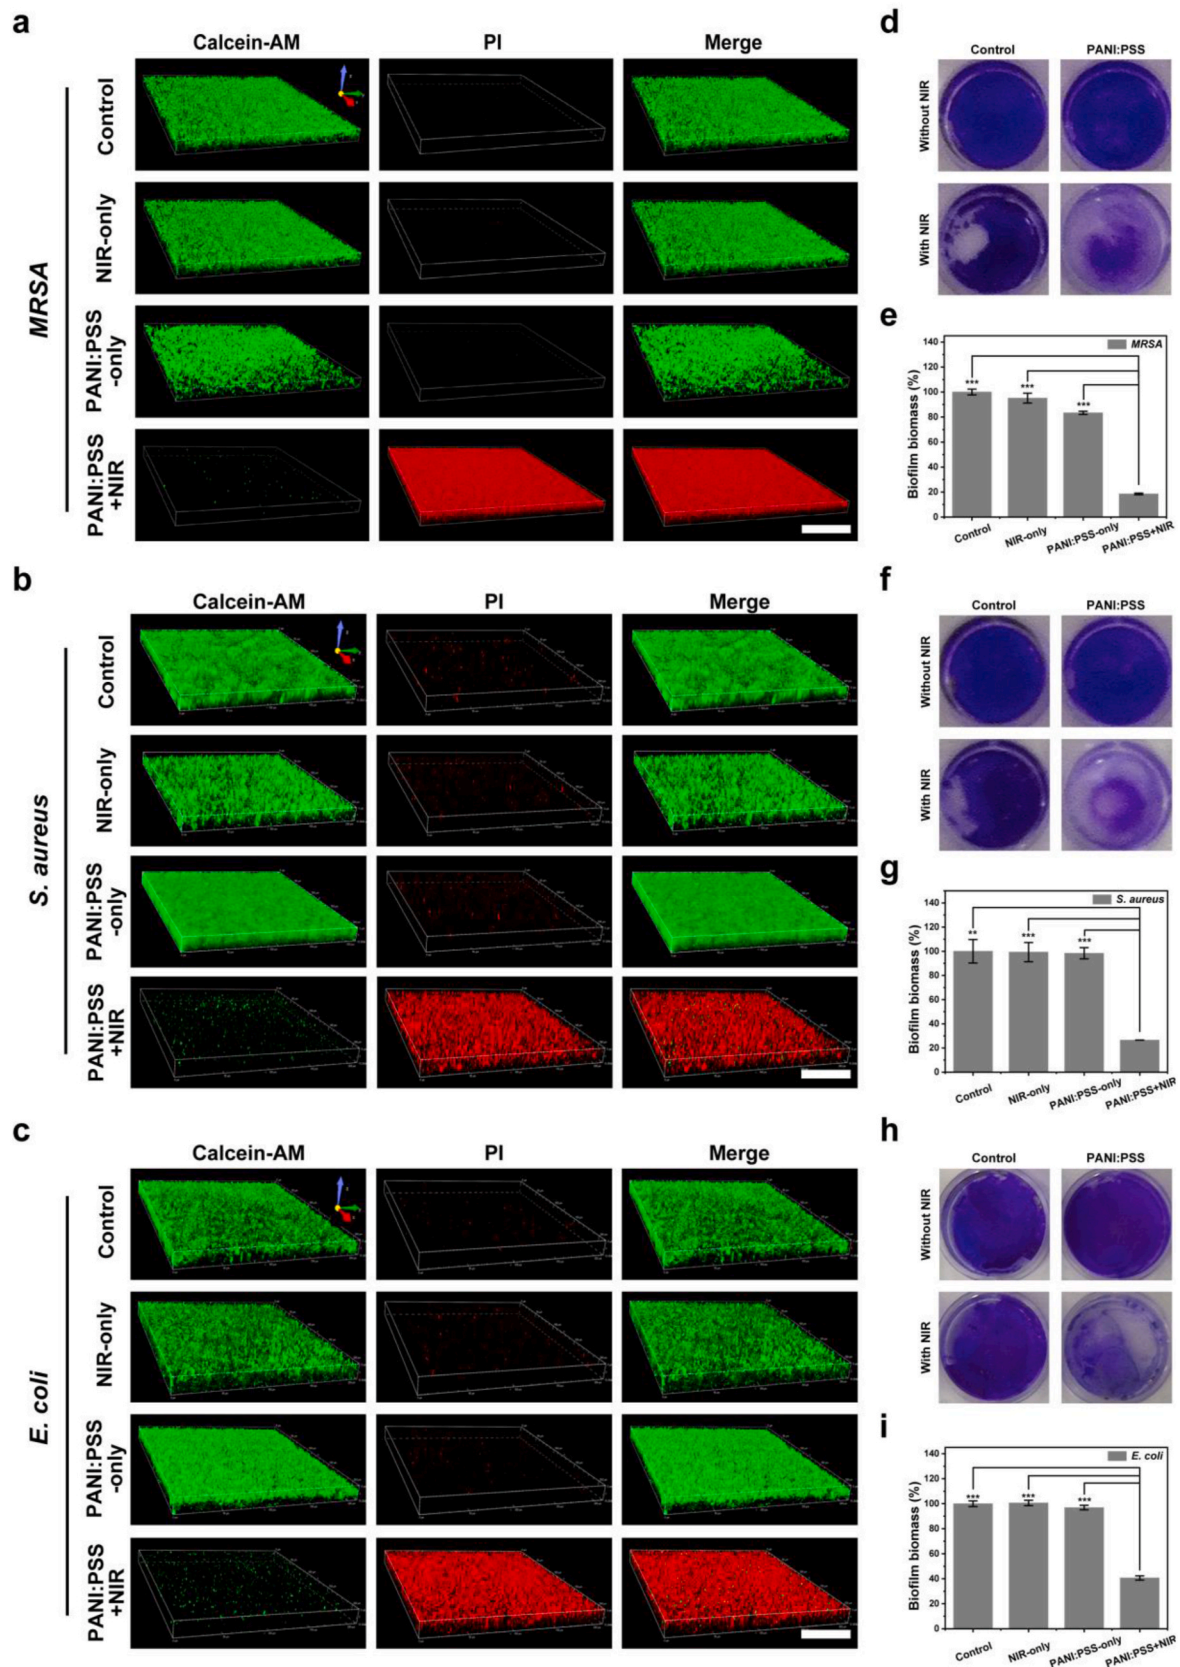 a
Calcein-AM PI Merge
MRSA
Control
NIR-only
PANI:PSS
-only
PANI:PSS
+NIR
d
Control PANI:PSS
Without NIR
With NIR
e
Biofilm biomass (%)
140
120
100
80
60
40
20
0
MRSA
*** *** ***
Control NIR-only PANI:PSS-only PANI:PSS+NIR
b
Calcein-AM PI Merge
S. aureus
Control
NIR-only
PANI:PSS
-only
PANI:PSS
+NIR
f
Control PANI:PSS
Without NIR
With NIR
g
Biofilm biomass (%)
140
120
100
80
60
40
20
0
S. aureus
** *** ***
Control NIR-only PANI:PSS-only PANI:PSS+NIR
c
Calcein-AM PI Merge
E. coli
Control
NIR-only
PANI:PSS
-only
PANI:PSS
+NIR
h
Control PANI:PSS
Without NIR
With NIR
i
Biofilm biomass (%)
140
120
100
80
60
40
20
0
E. coli
*** *** ***
Control NIR-only PANI:PSS-only PANI:PSS+NIR